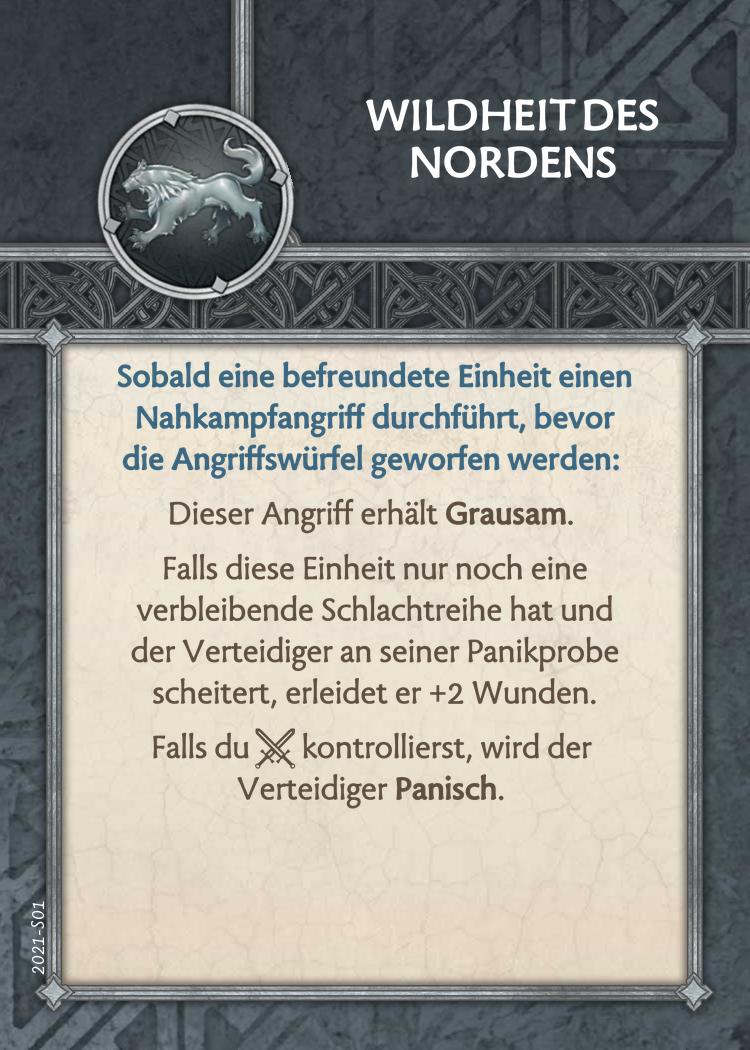 WILDHEIT DES
NORDENS
Sobald eine befreundete Einheit einen
Nahkampfangriff durchführt, bevor
die Angriffswürfel geworfen werden:
Dieser Angriff erhält Grausam.
Falls diese Einheit nur noch eine
verbleibende Schlachtreihe hat und
der Verteidiger an seiner Panikprobe
scheitert, erleidet er +2 Wunden.
Falls du kontrollierst, wird der
Verteidiger Panisch.
2021-S01